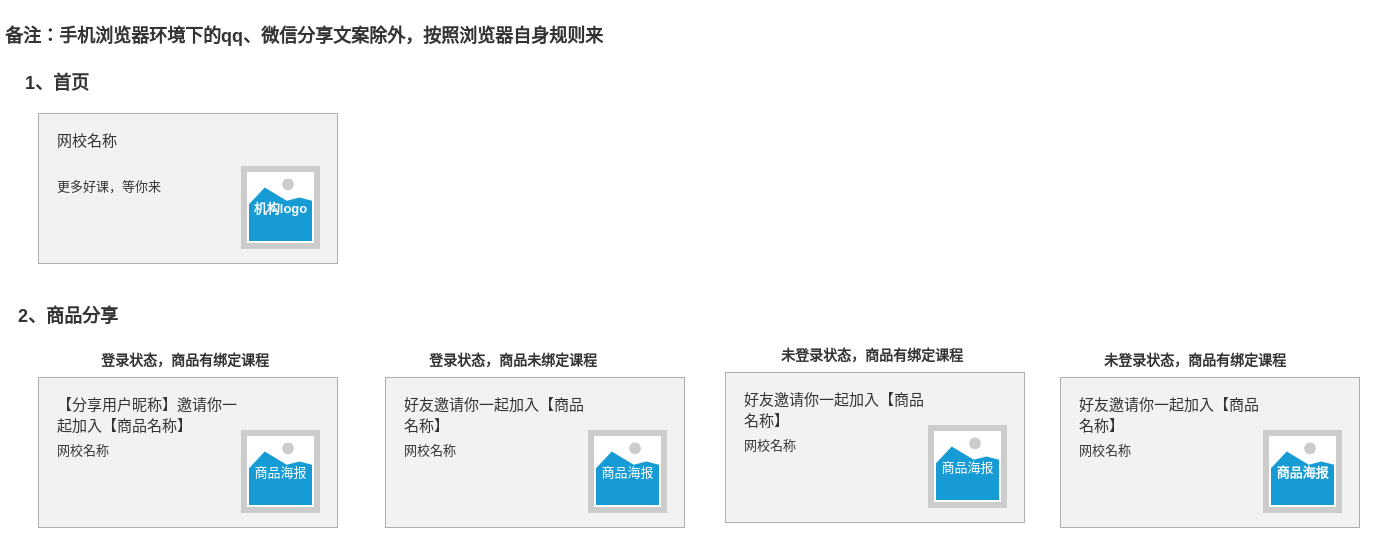 备注：手机浏览器环境下的qq、微信分享文案除外，按照浏览器自身规则来
1、首页
网校名称
更多好课，等你来
机构logo
2、商品分享
登录状态，商品有绑定课程
【分享用户昵称】邀请你一
起加入【商品名称】
网校名称
商品海报
登录状态，商品未绑定课程
好友邀请你一起加入【商品
名称】
网校名称
商品海报
未登录状态，商品有绑定课程
好友邀请你一起加入【商品
名称】
网校名称
商品海报
未登录状态，商品有绑定课程
好友邀请你一起加入【商品
名称】
网校名称
商品海报